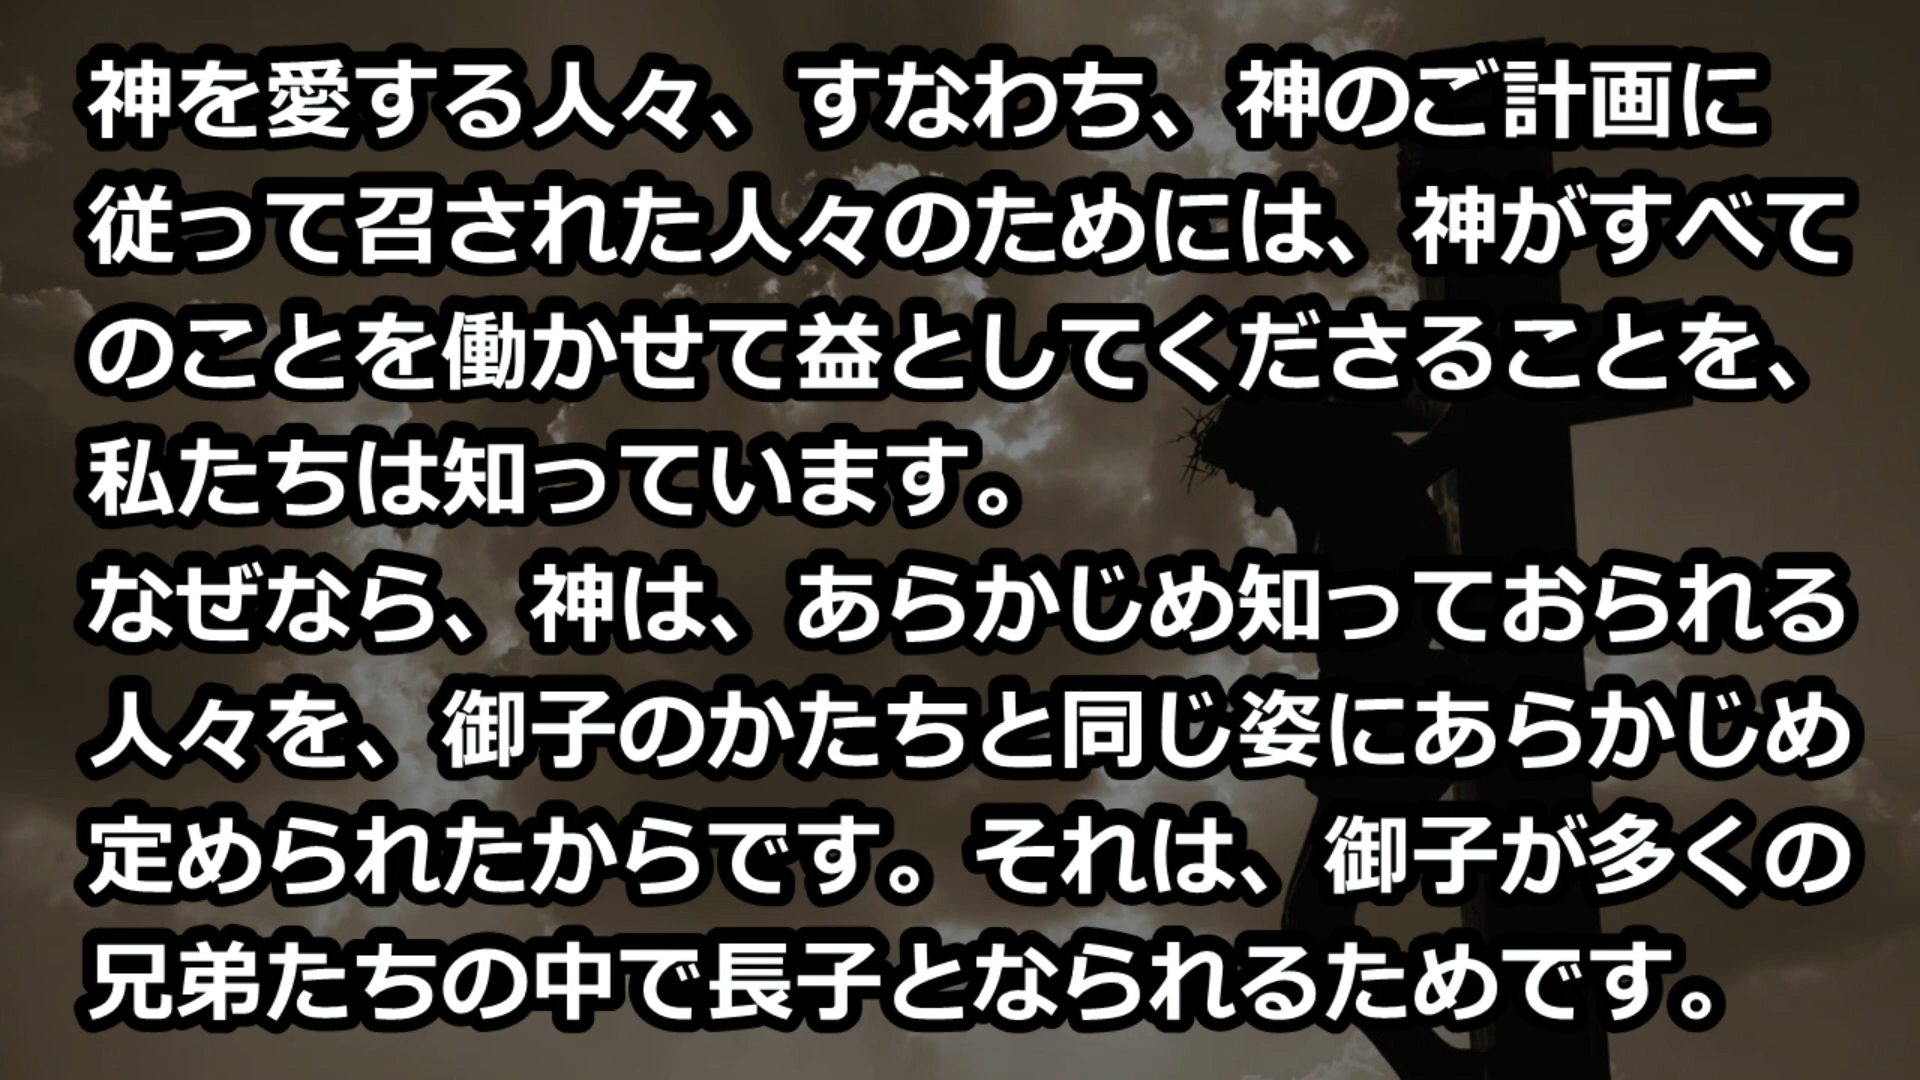 神を愛する人々、すなわち、神のご計画に
従って召された人々のためには、神がすべて
のことを働かせて益としてくださることを、
私たちは知っています。
なぜなら、神は、あらかじめ知っておられる
人々を、御子のかたちと同じ姿にあらかじめ
定められたからです。それは、御子が多くの
兄弟たちの中で長子となられるためです。